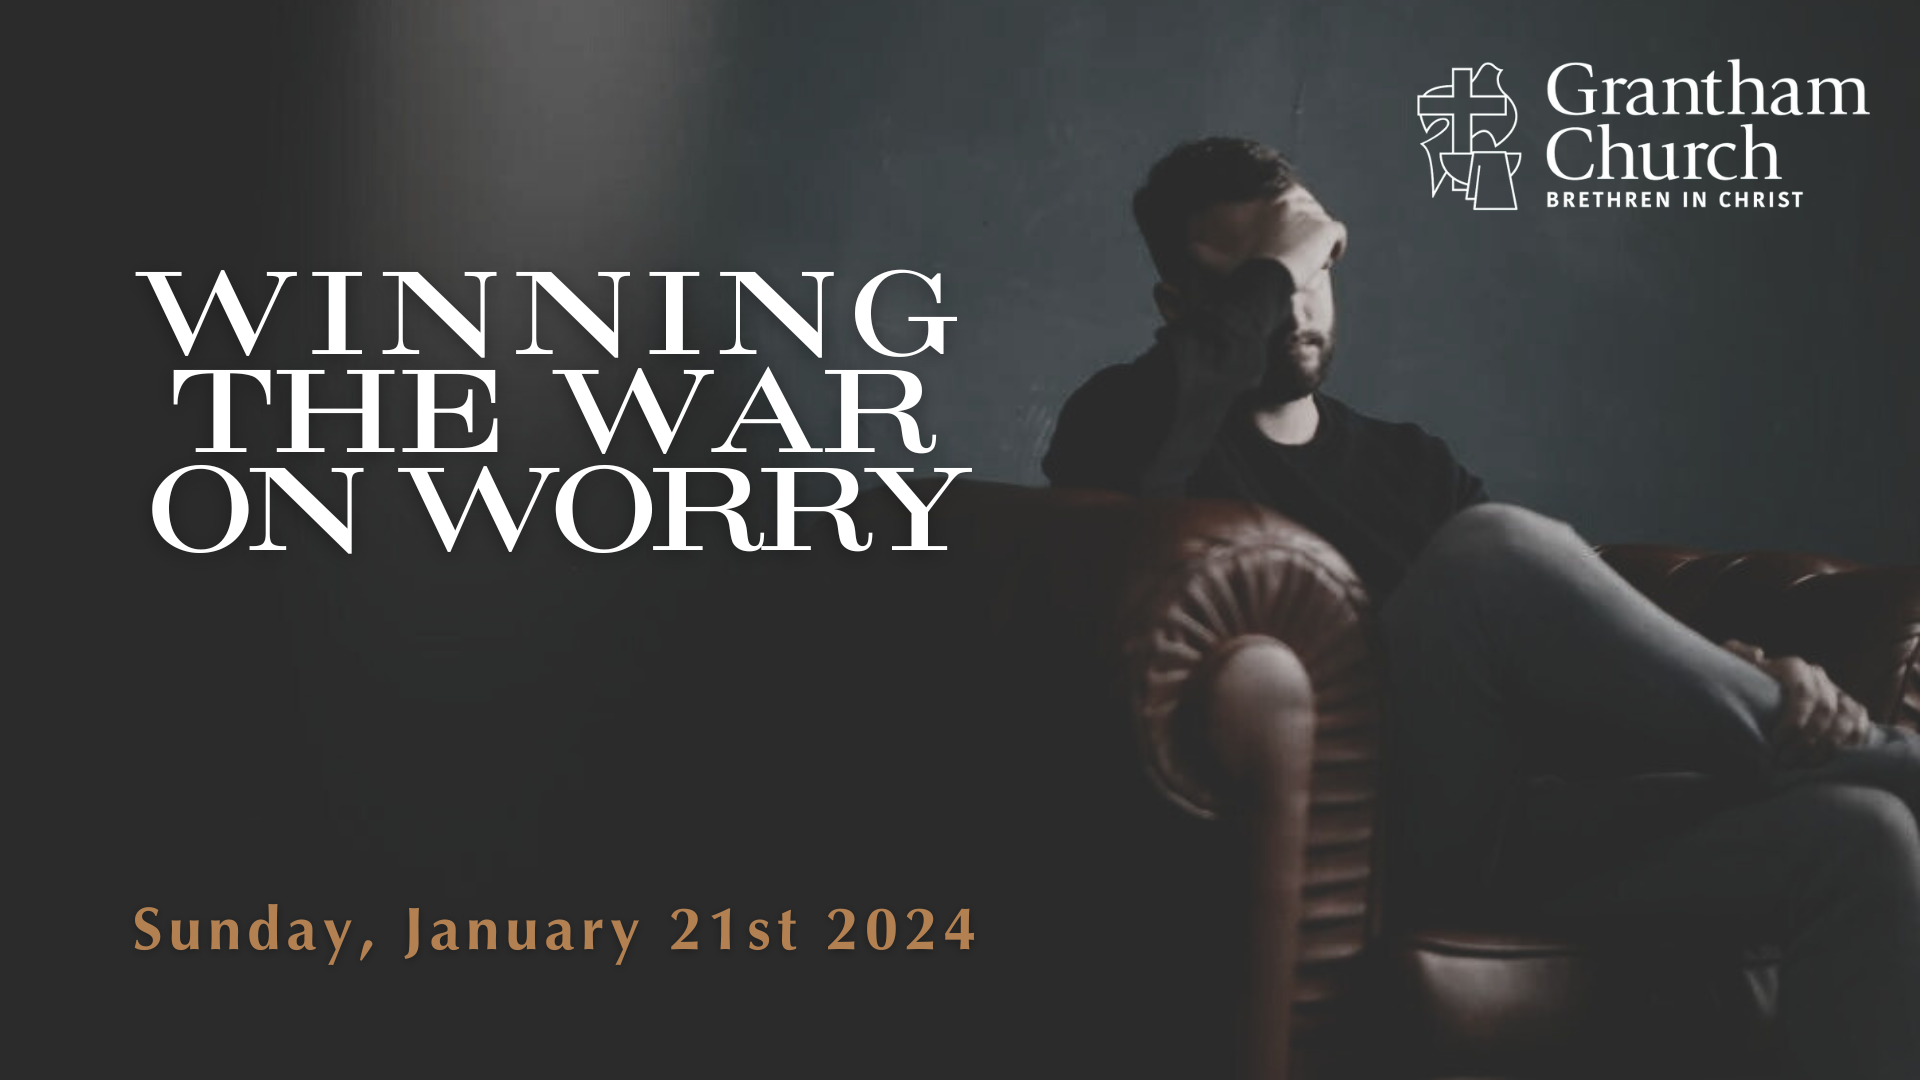 Grantham
Church
BRETHREN IN CHRIST
WINNING
THE WAR
ON WORRY
Sunday, January 21st 2024